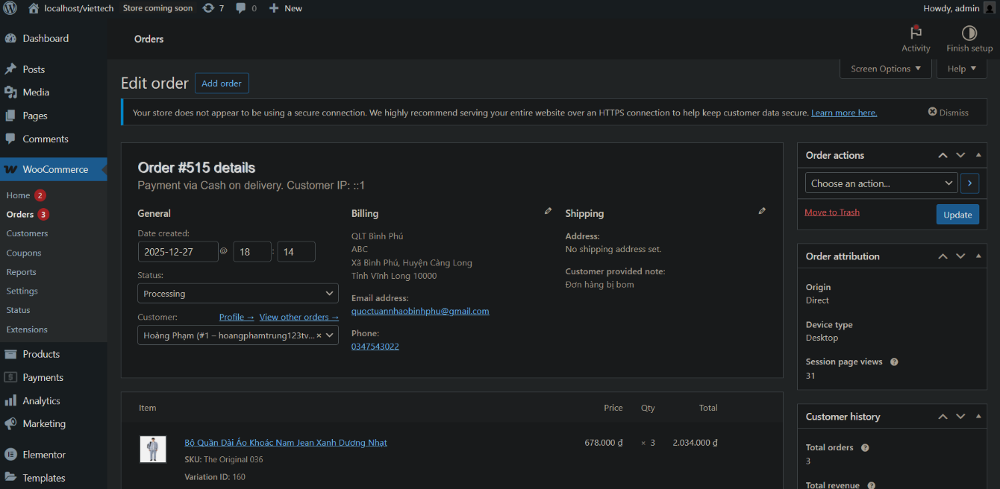 localhost/viettech
Store coming soon
7
0
New
Howdy, admin
Dashboard
Posts
Media
Pages
Comments
WooCommerce
Home 2
Orders 3
Customers
Coupons
Reports
Settings
Status
Extensions
Products
Payments
Analytics
Marketing
Elementor
Templates
Orders
Activity
Finish setup
Screen Options
Help
Edit order
Add order
Your store does not appear to be using a secure connection. We highly recommend serving your entire website over an HTTPS connection to help keep customer data secure. Learn more here.
Dismiss
Order #515 details
Payment via Cash on delivery. Customer IP: ::1
General
Date created:
2025-12-27 @ 18 : 14
Status:
Processing
Customer: Profile → View other orders →
Hoàng Phạm (#1 – hoangphamtrung123tv... ×
Billing
QLT Bình Phú
ABC
Xã Bình Phú, Huyện Càng Long
Tỉnh Vĩnh Long 10000
Email address:
quoctuannhaobinhphu@gmail.com
Phone:
0347543022
Shipping
Address:
No shipping address set.
Customer provided note:
Đơn hàng bị bom
Item Price Qty Total
Bộ Quần Dài Áo Khoác Nam Jean Xanh Dương Nhạt 678.000 ₫ × 3 2.034.000 ₫
SKU: The Original 036
Variation ID: 160
Order actions
Choose an action...
Move to Trash
Update
Order attribution
Origin
Direct
Device type
Desktop
Session page views
31
Customer history
Total orders
3
Total revenue